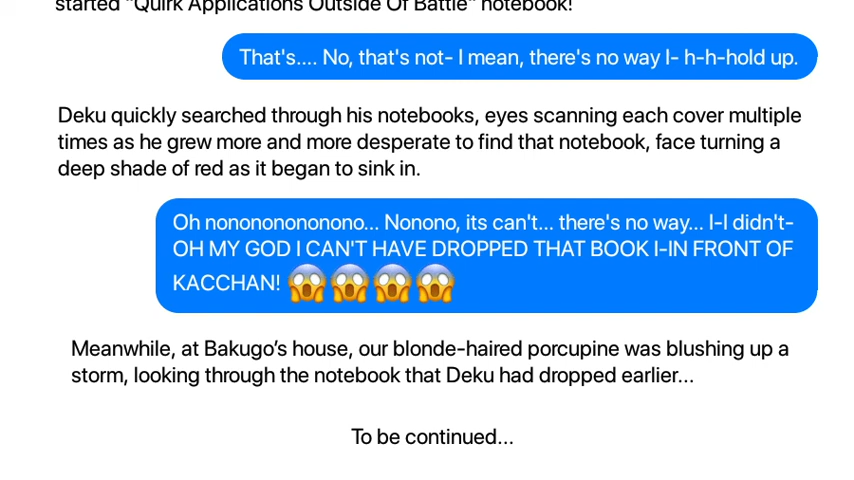 started "Quirk Applications Outside Of Battle" notebook!
That's.... No, that's not- I mean, there's no way I- h-h-hold up.
Deku quickly searched through his notebooks, eyes scanning each cover multiple
times as he grew more and more desperate to find that notebook, face turning a
deep shade of red as it began to sink in.
Oh nonononononono... Nonono, its can't... there's no way... I-I didn't-
OH MY GOD I CAN'T HAVE DROPPED THAT BOOK I-IN FRONT OF
KACCHAN! 😱😱😱😱
Meanwhile, at Bakugo’s house, our blonde-haired porcupine was blushing up a
storm, looking through the notebook that Deku had dropped earlier...
To be continued...